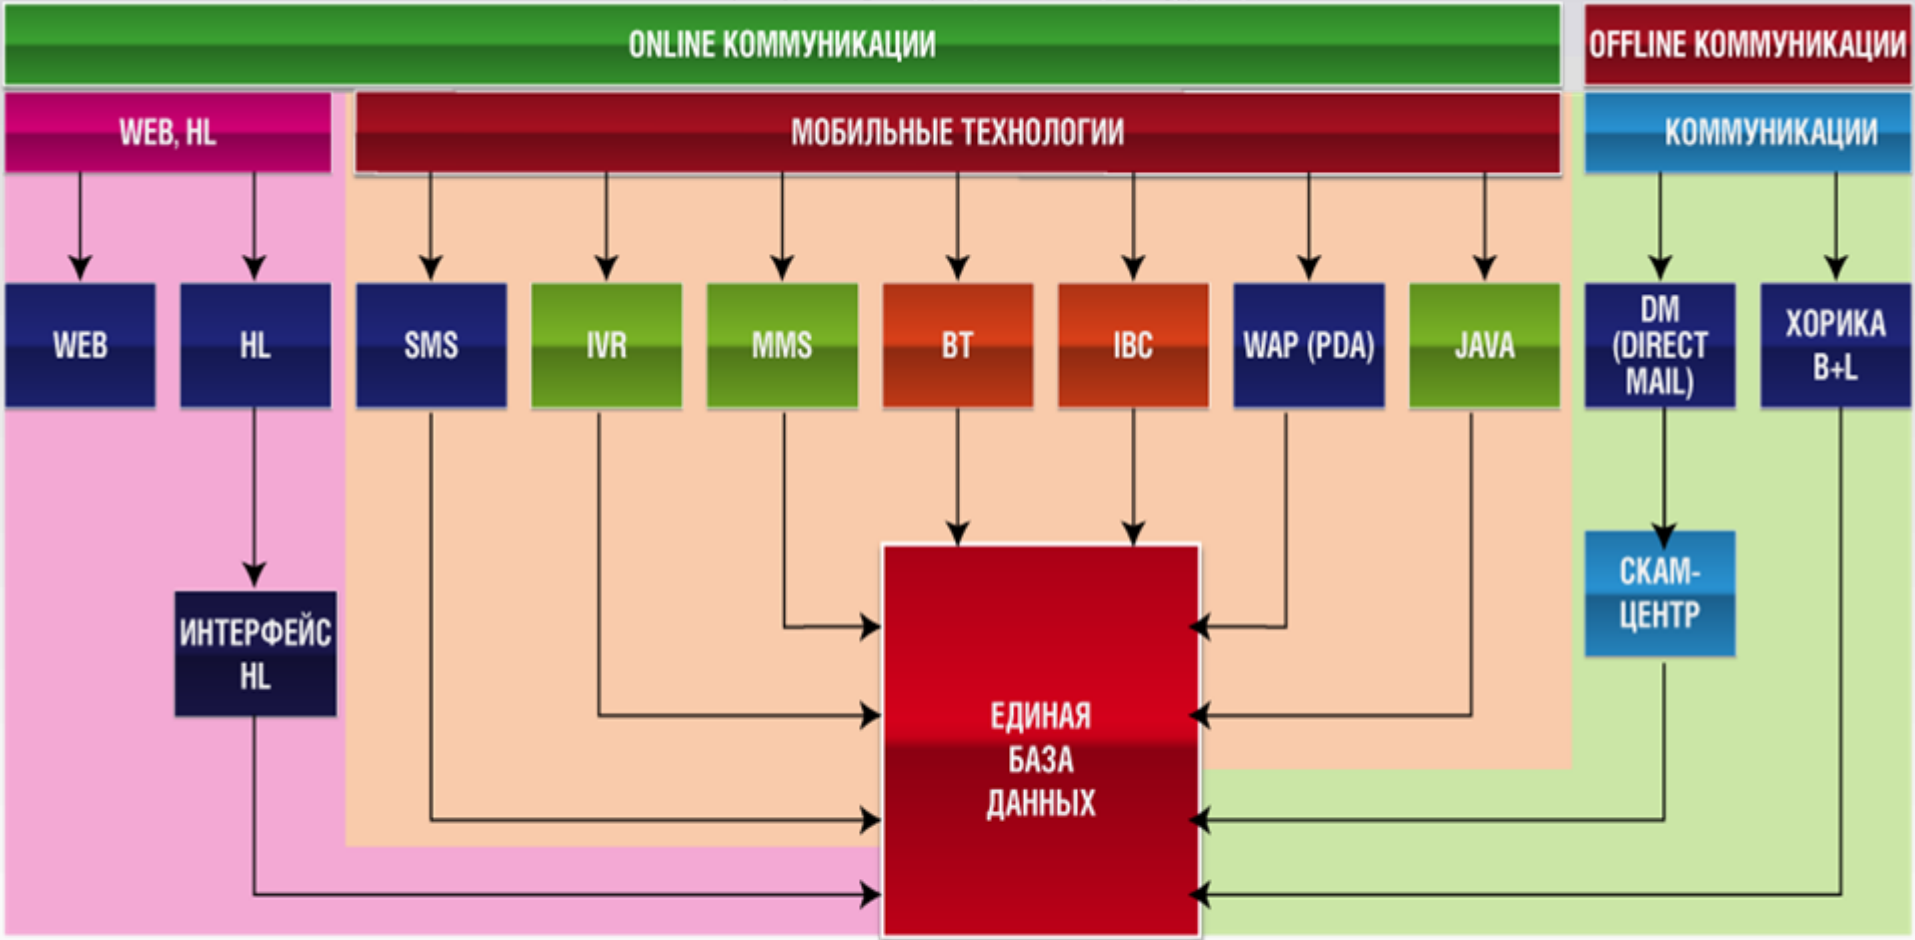 ONLINE КОММУНИКАЦИИ
OFFLINE КОММУНИКАЦИИ
WEB, HL
МОБИЛЬНЫЕ ТЕХНОЛОГИИ
КОММУНИКАЦИИ
WEB
HL
SMS
IVR
MMS
BT
IBC
WAP (PDA)
JAVA
DM
(DIRECT
MAIL)
ХОРИКА
B+L
ИНТЕРФЕЙС
HL
СКАМ-
ЦЕНТР
ЕДИНАЯ
БАЗА
ДАННЫХ